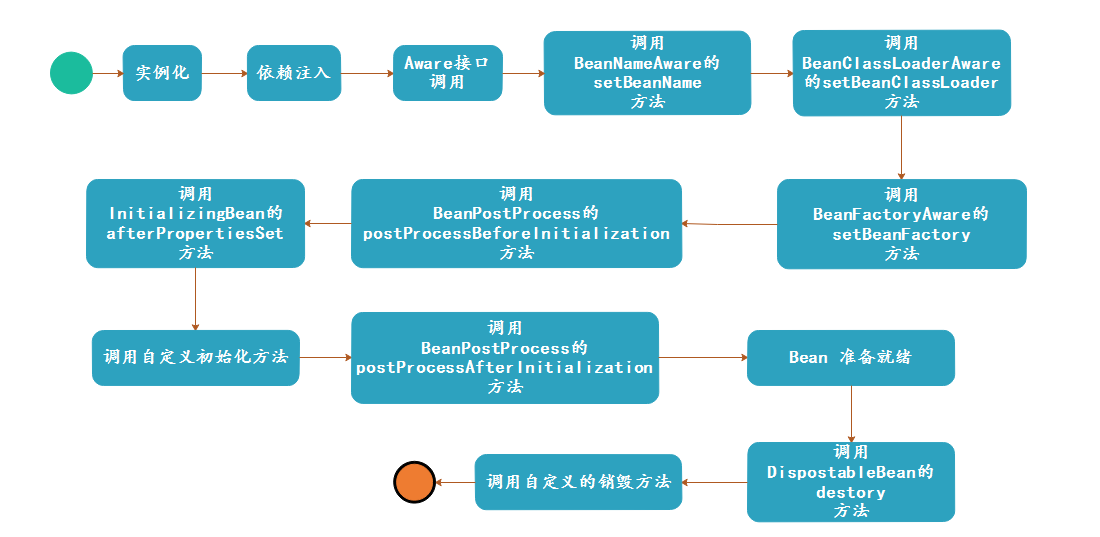 实例化
依赖注入
Aware接口
调用
调用
BeanNameAware的
setBeanName
方法
调用
BeanClassLoaderAware
的setBeanClassLoader
方法
调用
BeanFactoryAware的
setBeanFactory
方法
调用
BeanPostProcess的
postProcessBeforeInitialization
方法
调用
InitializingBean的
afterPropertiesSet
方法
调用自定义初始化方法
调用
BeanPostProcess的
postProcessAfterInitialization
方法
Bean 准备就绪
调用
DispostableBean的
destory
方法
调用自定义的销毁方法